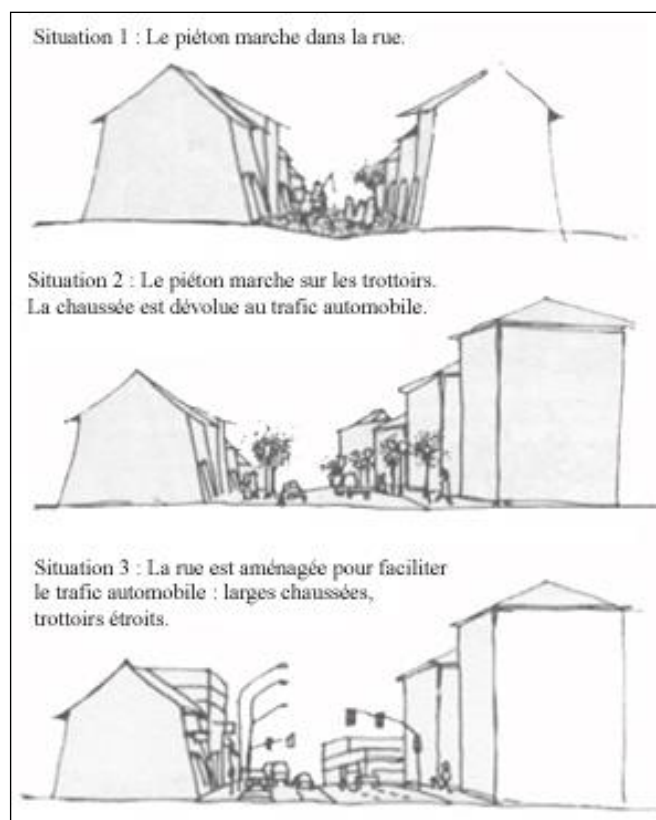 Situation 1 : Le piéton marche dans la rue.
Situation 2 : Le piéton marche sur les trottoirs.
La chaussée est dévolue au trafic automobile.
Situation 3 : La rue est aménagée pour faciliter
le trafic automobile : larges chaussées,
trottoirs étroits.